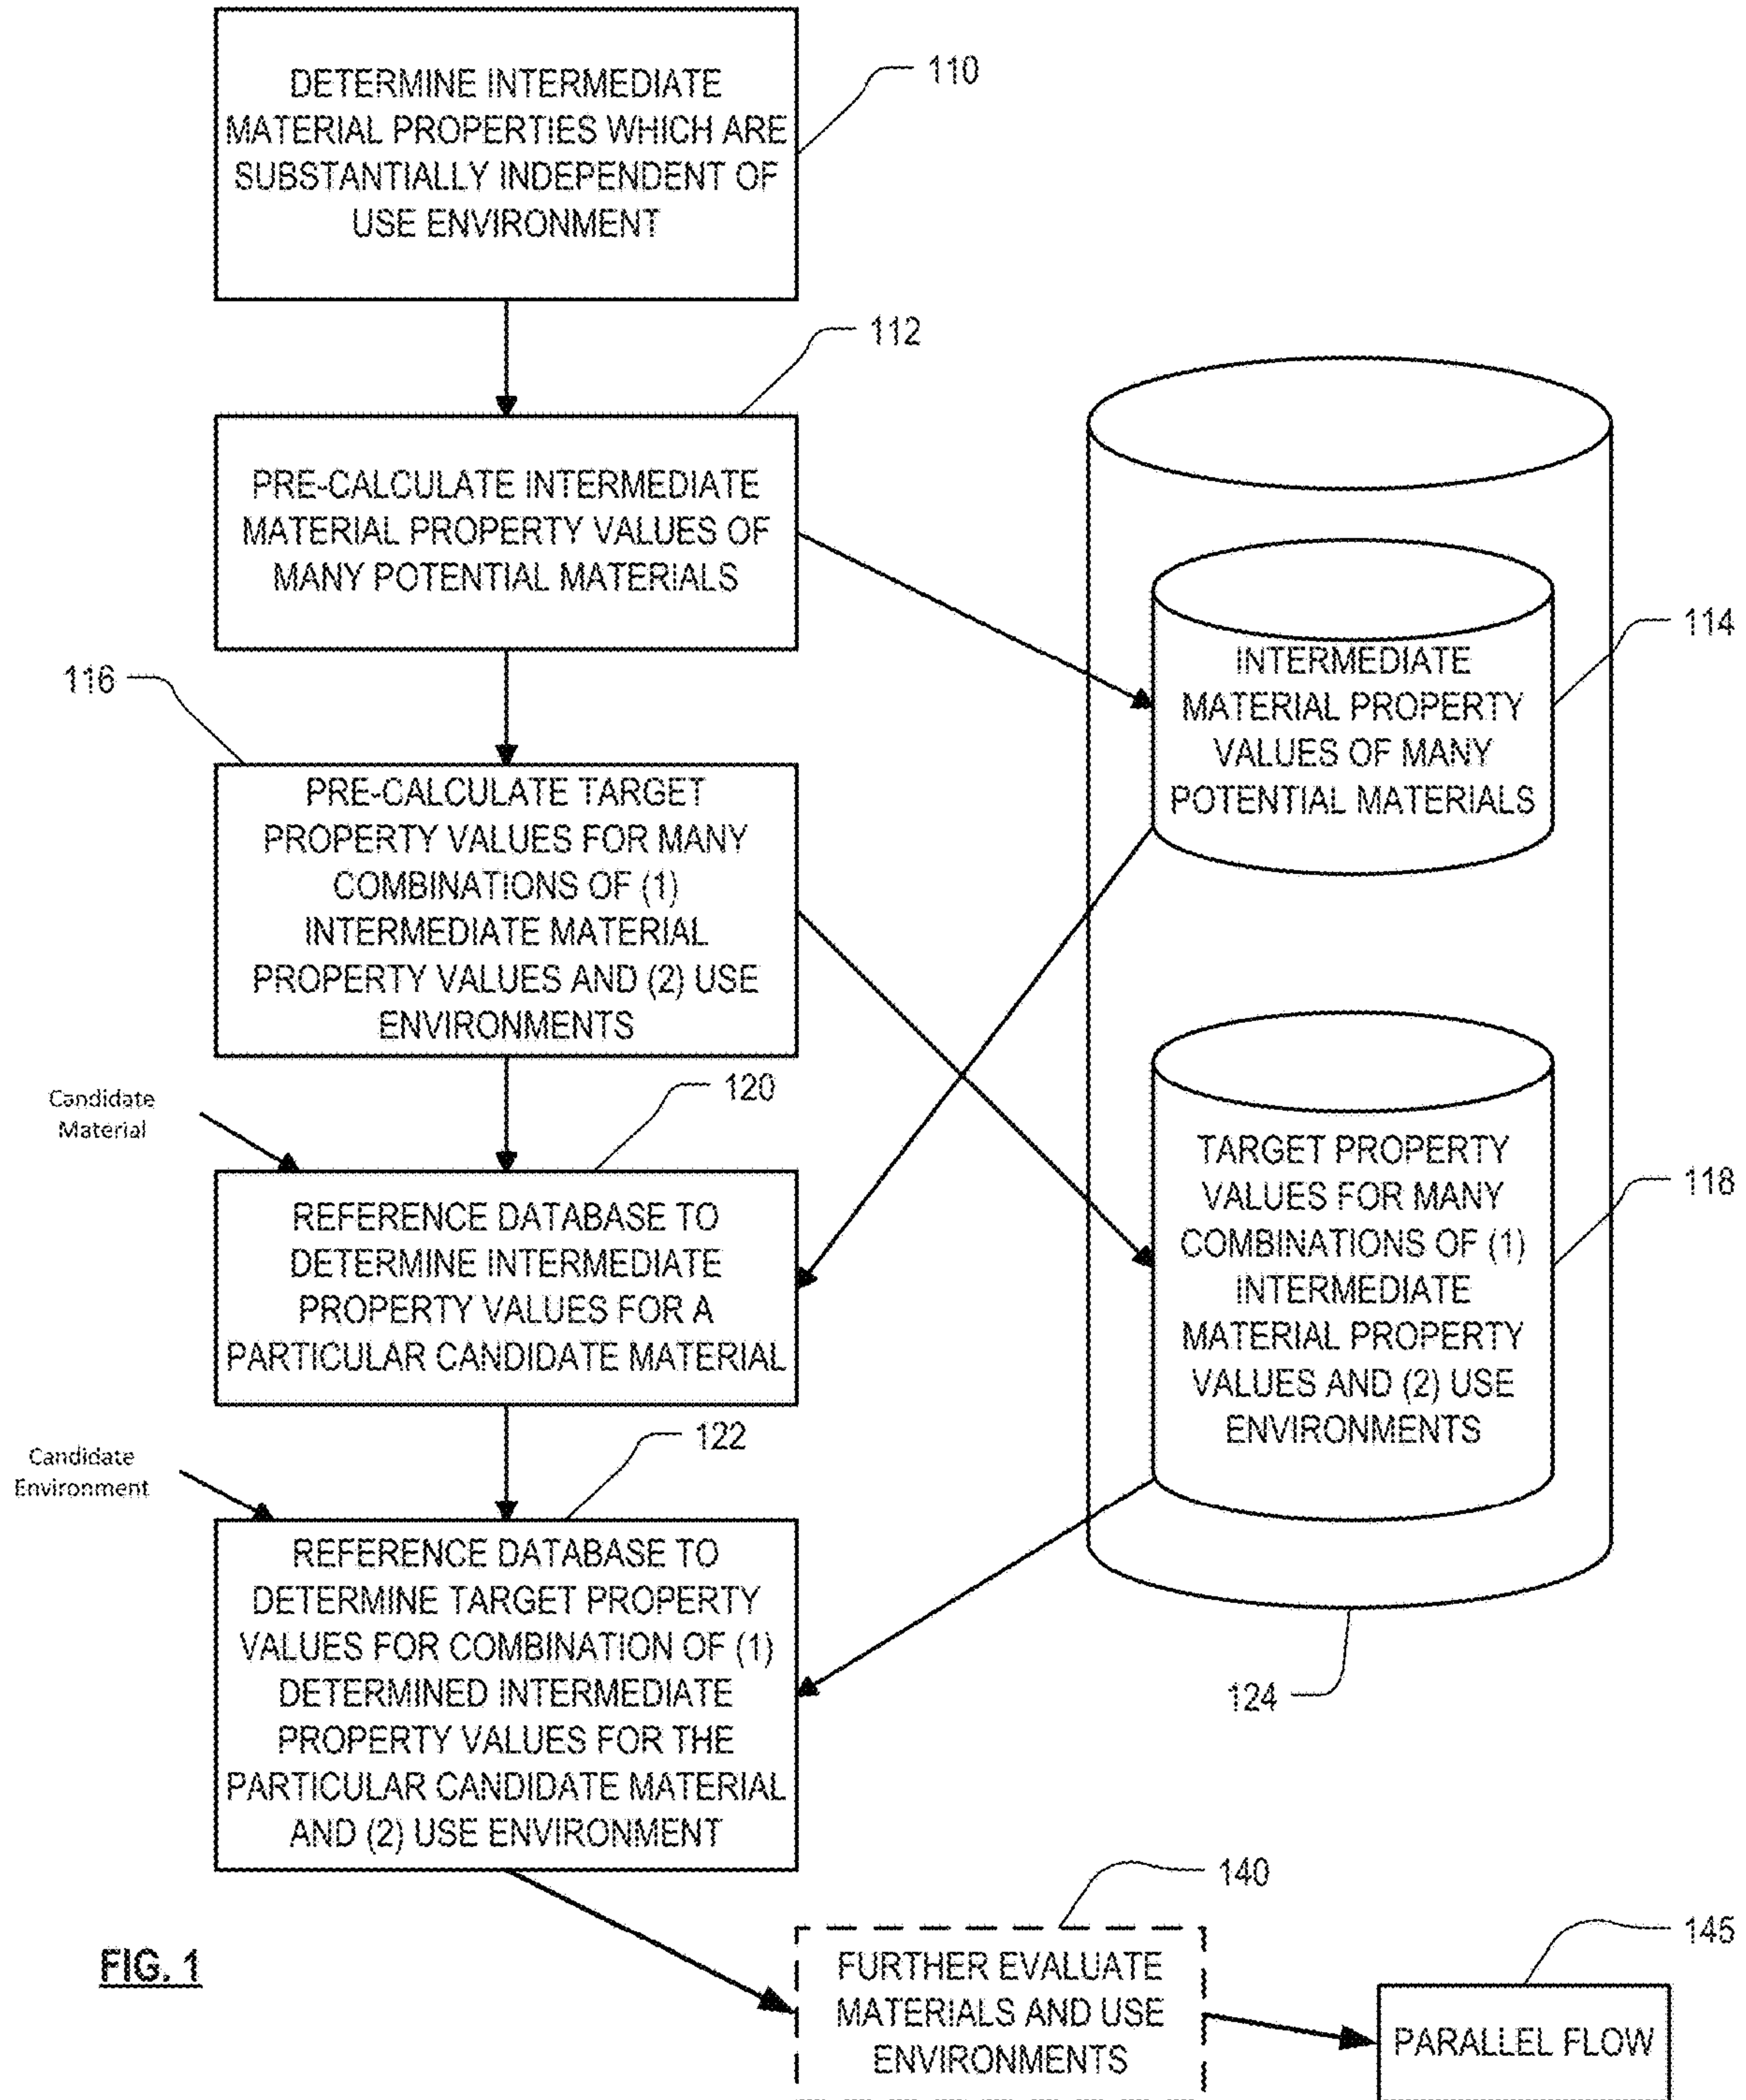 DETERMINE INTERMEDIATE
MATERIAL PROPERTIES WHICH ARE
SUBSTANTIALLY INDEPENDENT OF
USE ENVIRONMENT
110
112
PRE-CALCULATE INTERMEDIATE
MATERIAL PROPERTY VALUES OF
MANY POTENTIAL MATERIALS
114
INTERMEDIATE
MATERIAL PROPERTY
VALUES OF MANY
POTENTIAL MATERIALS
116
PRE-CALCULATE TARGET
PROPERTY VALUES FOR MANY
COMBINATIONS OF (1)
INTERMEDIATE MATERIAL
PROPERTY VALUES AND (2) USE
ENVIRONMENTS
Candidate
Material
120
REFERENCE DATABASE TO
DETERMINE INTERMEDIATE
PROPERTY VALUES FOR A
PARTICULAR CANDIDATE MATERIAL
118
TARGET PROPERTY
VALUES FOR MANY
COMBINATIONS OF (1)
INTERMEDIATE
MATERIAL PROPERTY
VALUES AND (2) USE
ENVIRONMENTS
Candidate
Environment
122
REFERENCE DATABASE TO
DETERMINE TARGET PROPERTY
VALUES FOR COMBINATION OF (1)
DETERMINED INTERMEDIATE
PROPERTY VALUES FOR THE
PARTICULAR CANDIDATE MATERIAL
AND (2) USE ENVIRONMENT
124
140
FURTHER EVALUATE
MATERIALS AND USE
ENVIRONMENTS
145
PARALLEL FLOW
FIG. 1